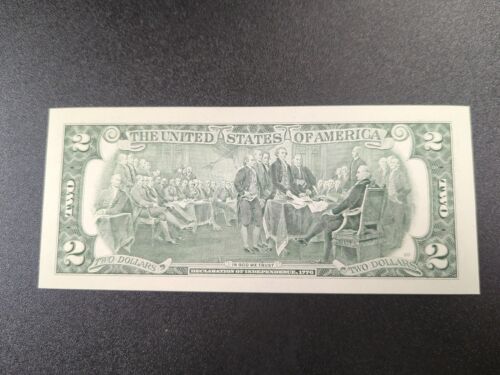 THE UNITED STATES OF AMERICA
2
2
TWO
TWO
2
2
TWO DOLLARS
IN GOD WE TRUST
TWO DOLLARS
DECLARATION OF INDEPENDENCE, 1776